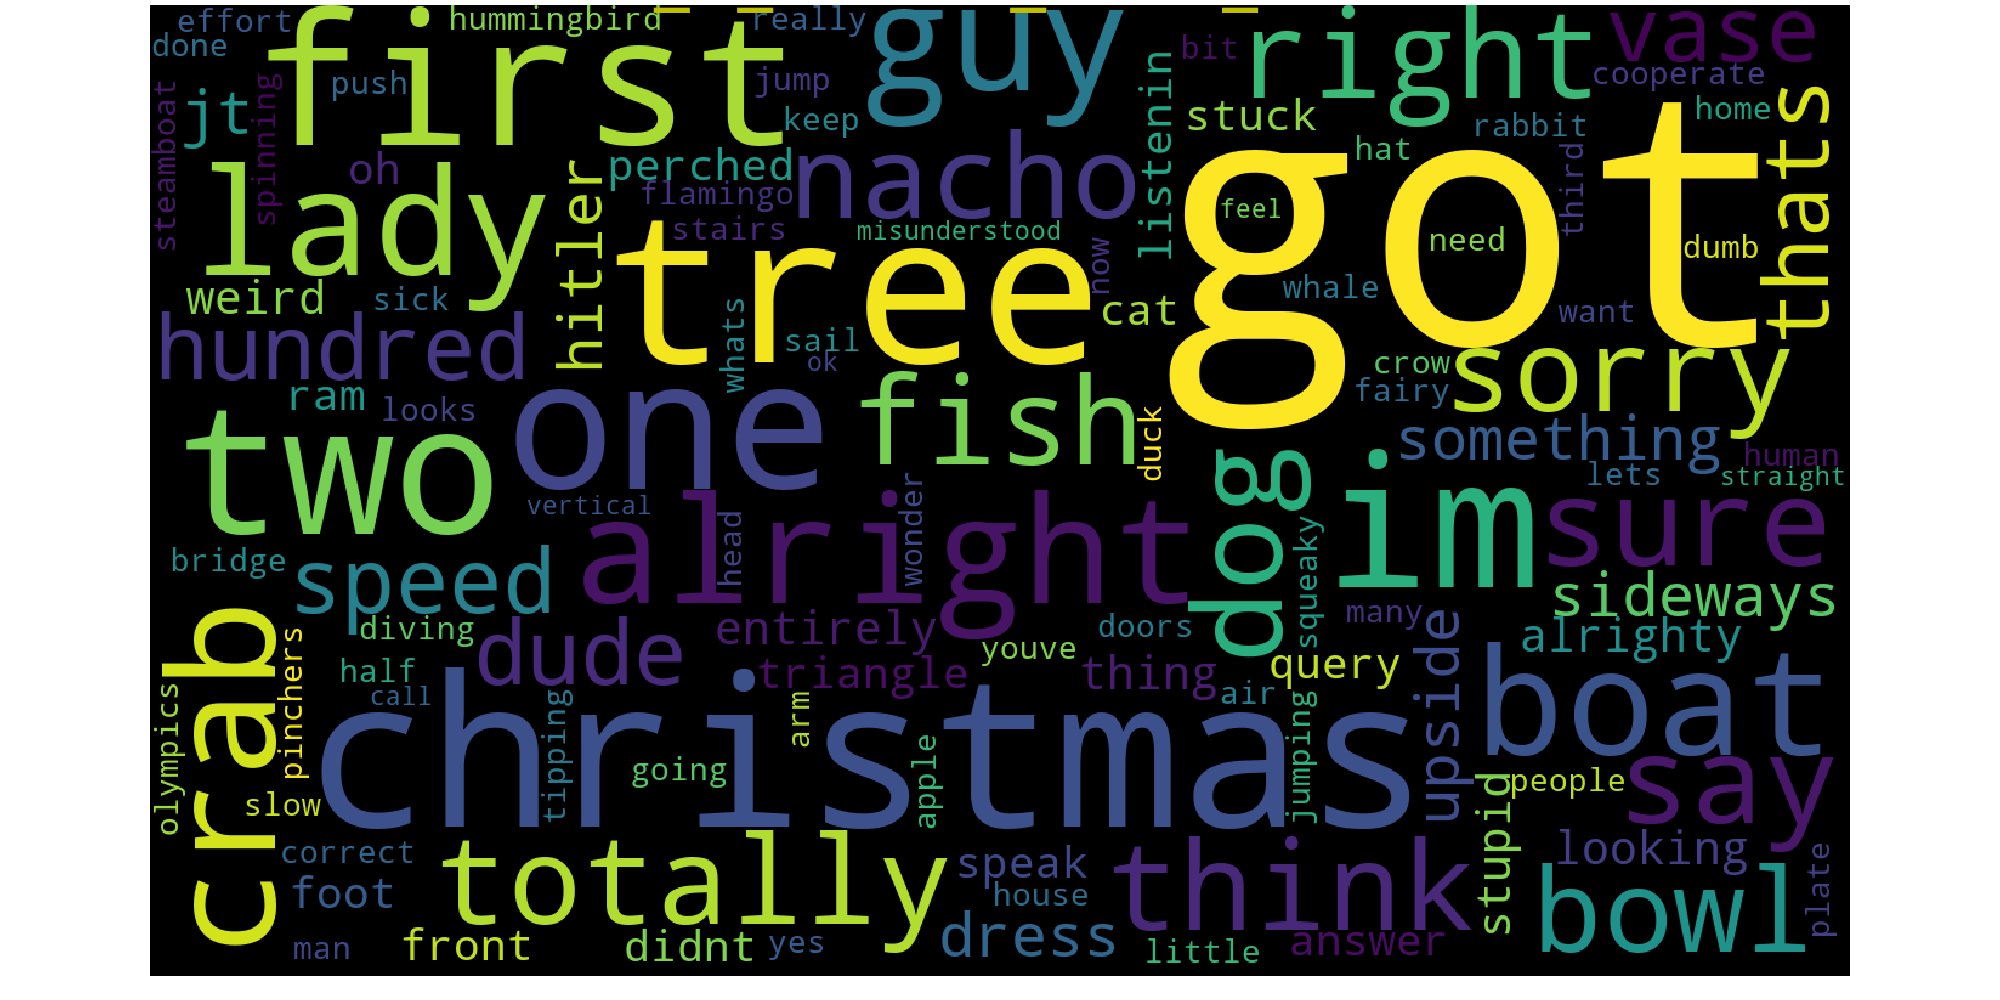 effort
hummingbird
really
guy
right
bit
vase
done
first
push
jump
cooperate
jt
keep
listenin
stuck
home
steamboat
spinning
oh
perched
nacho
hat
rabbit
thats
lady
hitler
flamingo
got
feel
third
stairs
misunderstood
need
dumb
tree
now
weird
sick
cat
whale
want
hundred
whats
sail
ok
crow
sorry
ram
looks
one
fish
duck
fairy
two
dog
something
human
vertical
lets
straight
alright
head
wonder
squeaky
im
sure
bridge
speed
sideways
crab
diving
dude
entirely
doors
many
upside
alrighty
pinchers
half
triangle
youve
thing
query
boat
olympics
call
christmas
tipping
arm
air
jumping
going
apple
say
slow
stupid
people
correct
totally
speak
think
looking
foot
house
bowl
plate
man
front
didnt
yes
dress
little
answer